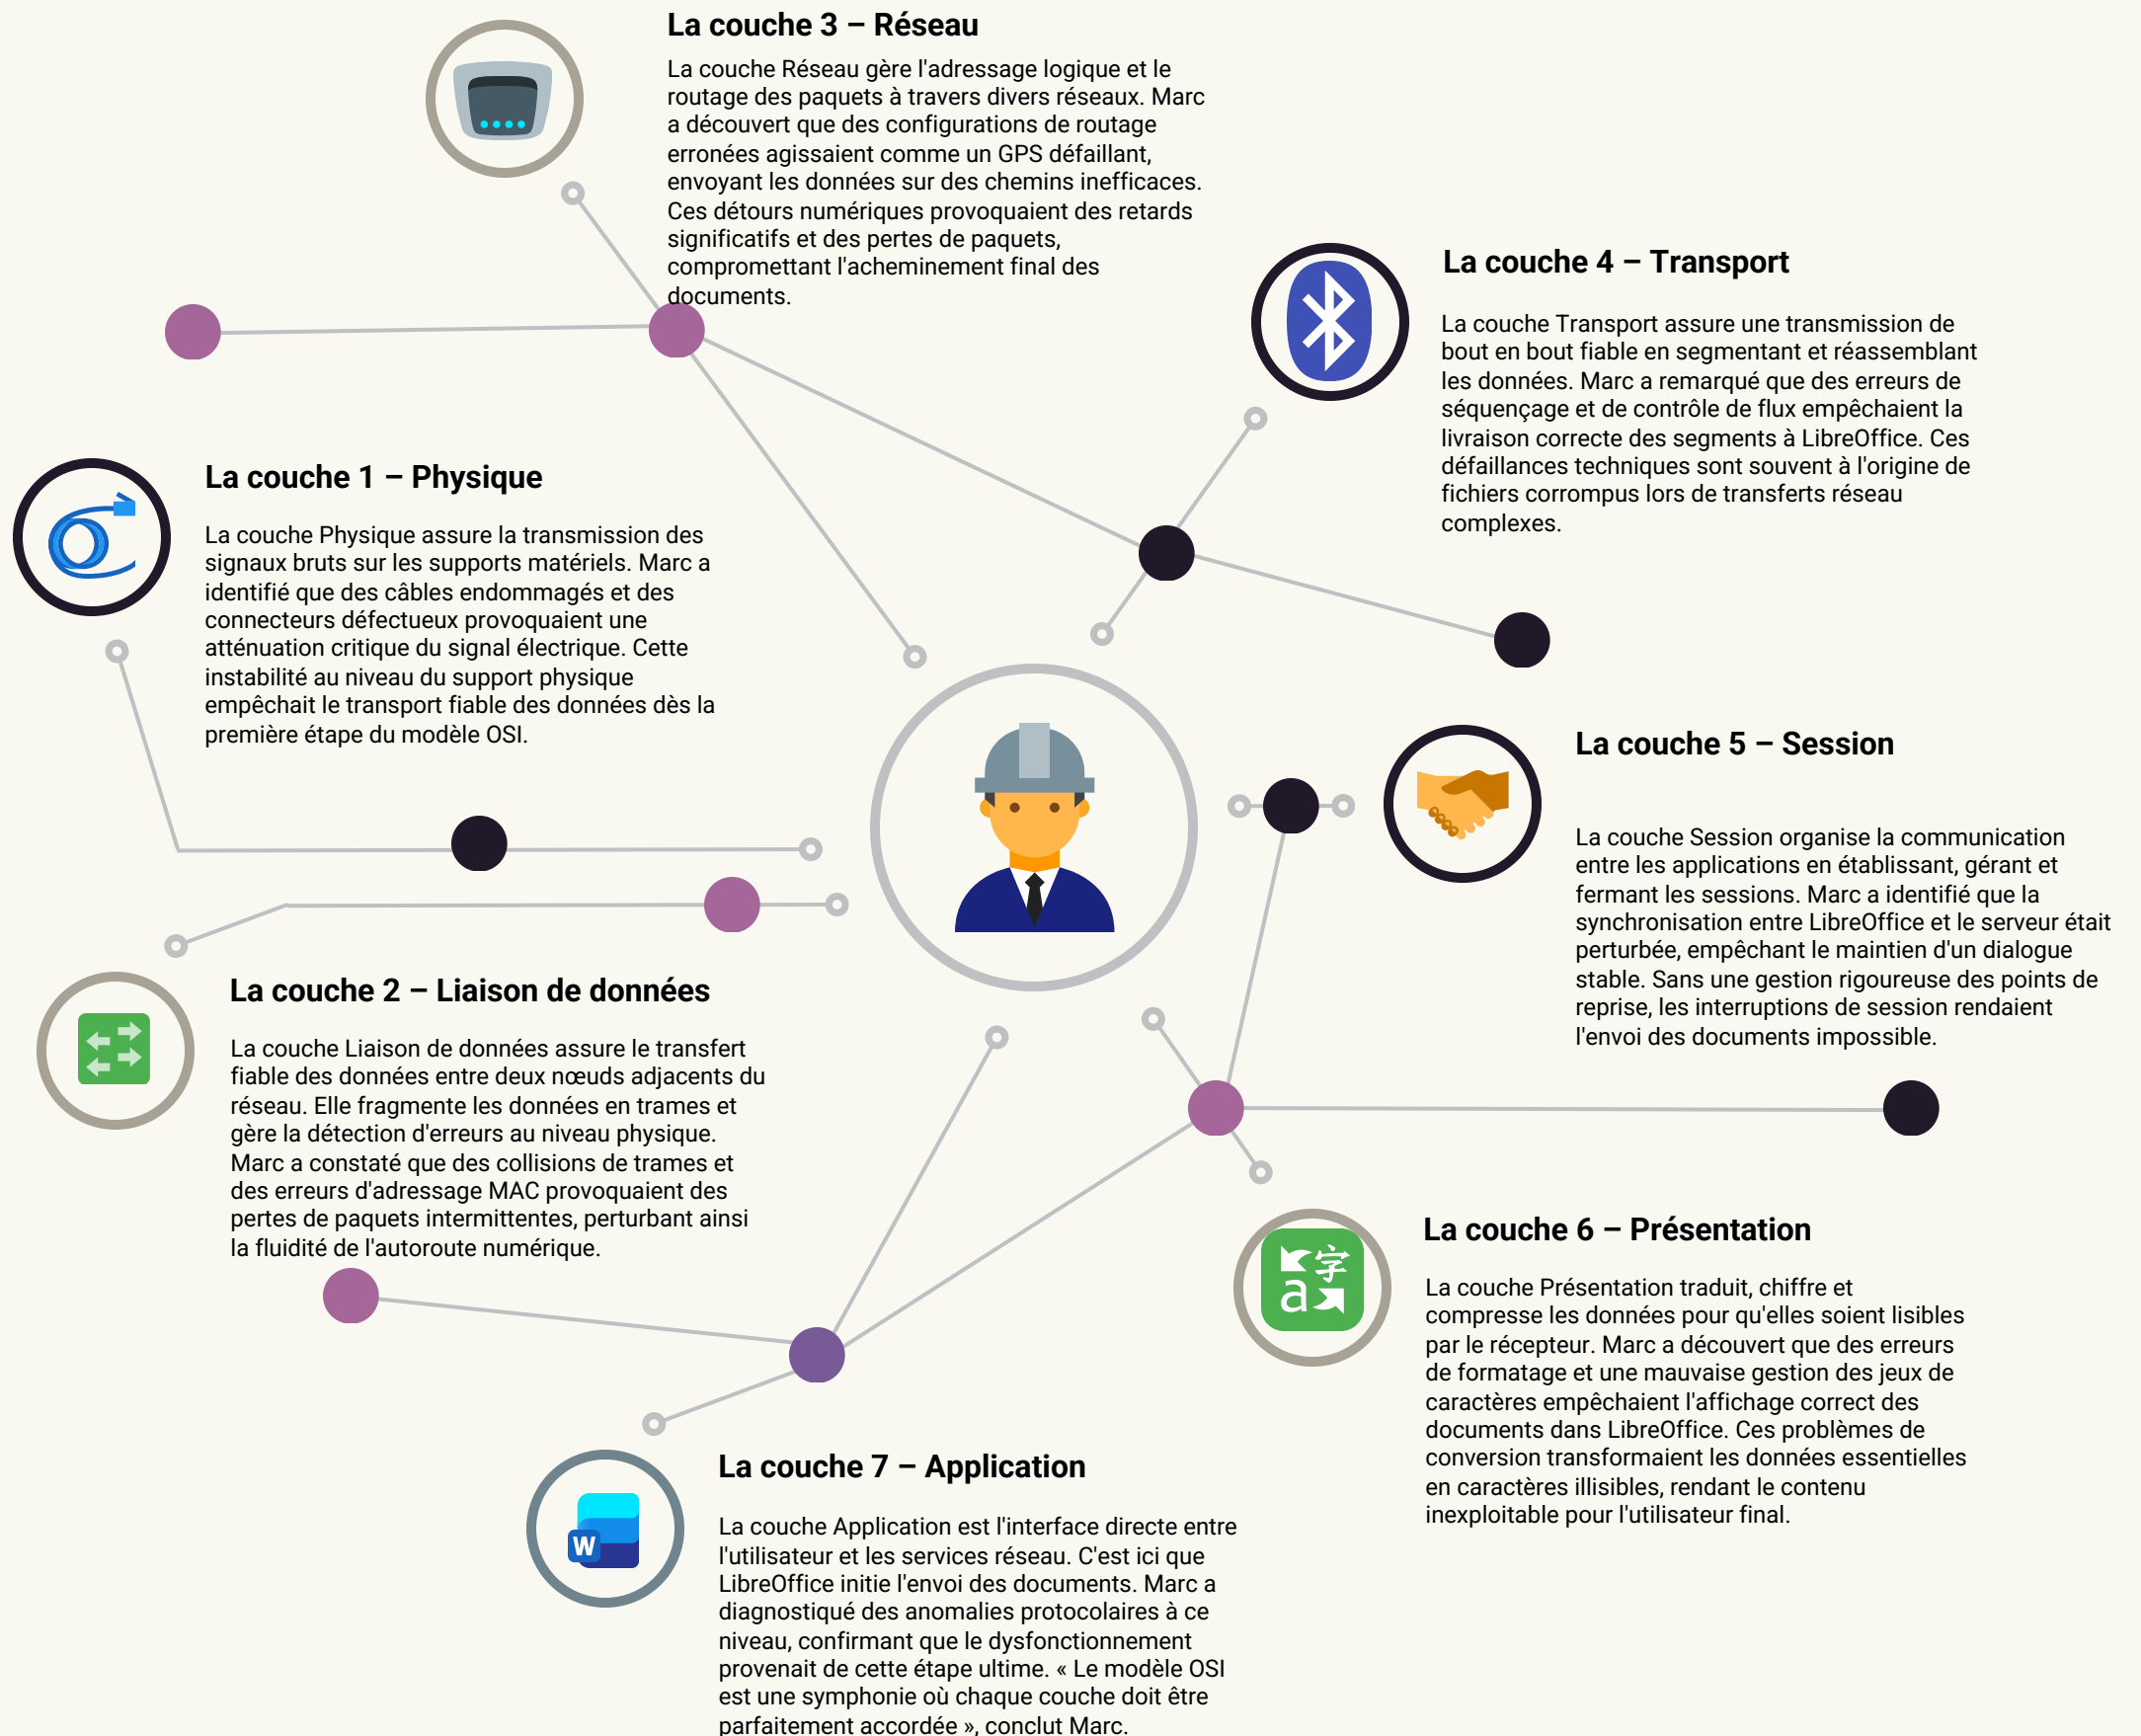 La couche 3 – Réseau
La couche Réseau gère l'adressage logique et le
routage des paquets à travers divers réseaux. Marc
a découvert que des configurations de routage
erronées agissaient comme un GPS défaillant,
envoyant les données sur des chemins inefficaces.
Ces détours numériques provoquaient des retards
significatifs et des pertes de paquets,
compromettant l'acheminement final des
documents.
La couche 4 – Transport
La couche Transport assure une transmission de
bout en bout fiable en segmentant et réassemblant
les données. Marc a remarqué que des erreurs de
séquençage et de contrôle de flux empêchaient la
livraison correcte des segments à LibreOffice. Ces
défaillances techniques sont souvent à l'origine de
fichiers corrompus lors de transferts réseau
complexes.
La couche 1 – Physique
La couche Physique assure la transmission des
signaux bruts sur les supports matériels. Marc a
identifié que des câbles endommagés et des
connecteurs défectueux provoquaient une
atténuation critique du signal électrique. Cette
instabilité au niveau du support physique
empêchait le transport fiable des données dès la
première étape du modèle OSI.
La couche 5 – Session
La couche Session organise la communication
entre les applications en établissant, gérant et
fermant les sessions. Marc a identifié que la
synchronisation entre LibreOffice et le serveur était
perturbée, empêchant le maintien d'un dialogue
stable. Sans une gestion rigoureuse des points de
reprise, les interruptions de session rendaient
l'envoi des documents impossible.
La couche 2 – Liaison de données
La couche Liaison de données assure le transfert
fiable des données entre deux nœuds adjacents du
réseau. Elle fragmente les données en trames et
gère la détection d'erreurs au niveau physique.
Marc a constaté que des collisions de trames et
des erreurs d'adressage MAC provoquaient des
pertes de paquets intermittentes, perturbant ainsi
la fluidité de l'autoroute numérique.
字
a
La couche 6 – Présentation
La couche Présentation traduit, chiffre et
compresse les données pour qu'elles soient lisibles
par le récepteur. Marc a découvert que des erreurs
de formatage et une mauvaise gestion des jeux de
caractères empêchaient l'affichage correct des
documents dans LibreOffice. Ces problèmes de
conversion transformaient les données essentielles
en caractères illisibles, rendant le contenu
inexploitable pour l'utilisateur final.
W
La couche 7 – Application
La couche Application est l'interface directe entre
l'utilisateur et les services réseau. C'est ici que
LibreOffice initie l'envoi des documents. Marc a
diagnostiqué des anomalies protocolaires à ce
niveau, confirmant que le dysfonctionnement
provenait de cette étape ultime. « Le modèle OSI
est une symphonie où chaque couche doit être
parfaitement accordée », conclut Marc.